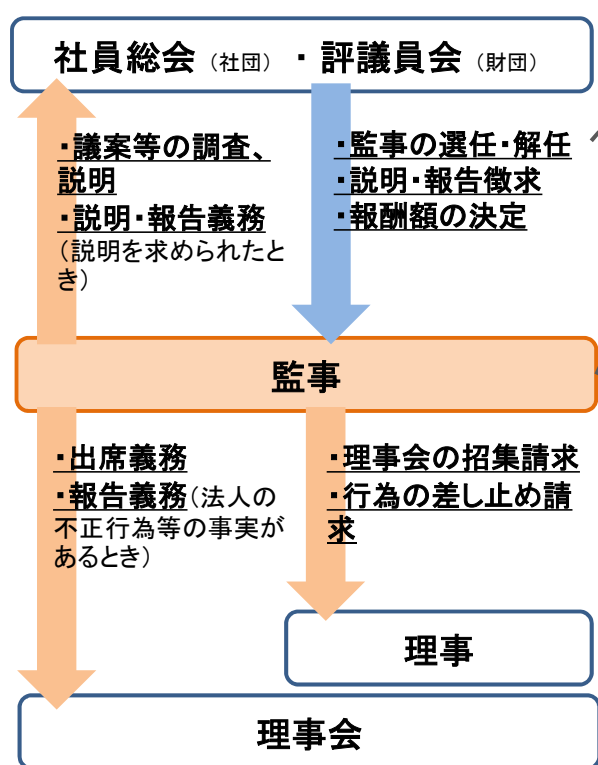 社員総会（社団）・評議員会（財団）
・議案等の調査、
説明
・説明・報告義務
（説明を求められたと
き）
・監事の選任・解任
・説明・報告徴求
・報酬額の決定
監事
・出席義務
・報告義務（法人の
不正行為等の事実が
あるとき）
・理事会の招集請求
・行為の差し止め請
求
理事
理事会